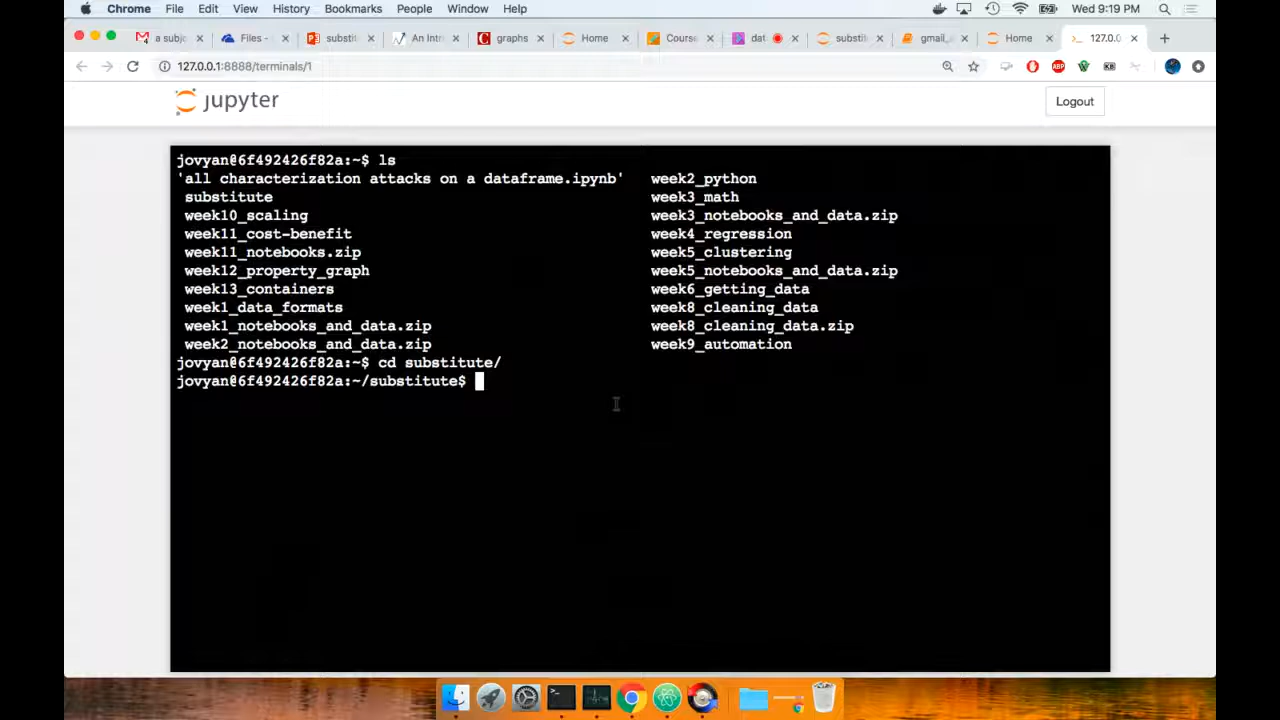 Chrome File Edit View History Bookmarks People Window Help Wed 9:19 PM
a subje Files - substit An Intr graphs Home Course dat substit gmail_ Home 127.0.0
127.0.0.1:8888/terminals/1
jupyter
Logout
jovyan@6f492426f82a:~$ ls
'all characterization attacks on a dataframe.ipynb' week2_python
substitute week3_math
week10_scaling week3_notebooks_and_data.zip
week11_cost-benefit week4_regression
week11_notebooks.zip week5_clustering
week12_property_graph week5_notebooks_and_data.zip
week13_containers week6_getting_data
week1_data_formats week8_cleaning_data
week1_notebooks_and_data.zip week8_cleaning_data.zip
week2_notebooks_and_data.zip week9_automation
jovyan@6f492426f82a:~$ cd substitute/
jovyan@6f492426f82a:~/substitute$